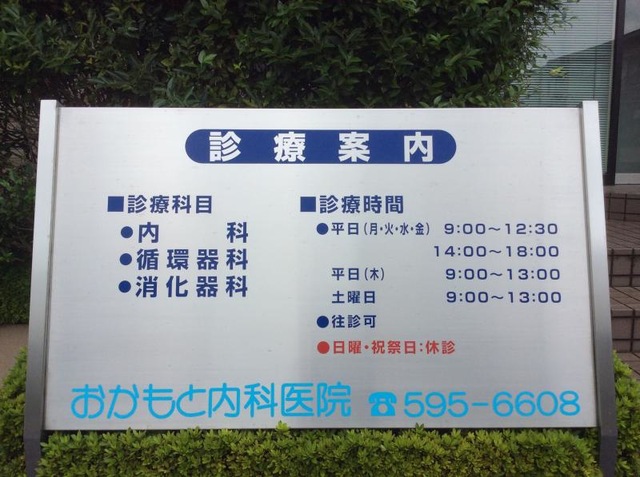 診療案内
■診療科目
●内科
●循環器科
●消化器科
■診療時間
●平日(月・火・水・金) 9:00～12:30
14:00～18:00
平日(木) 9:00～13:00
土曜日 9:00～13:00
●往診可
●日曜・祝祭日:休診
おかもと内科医院 ☎595-6608